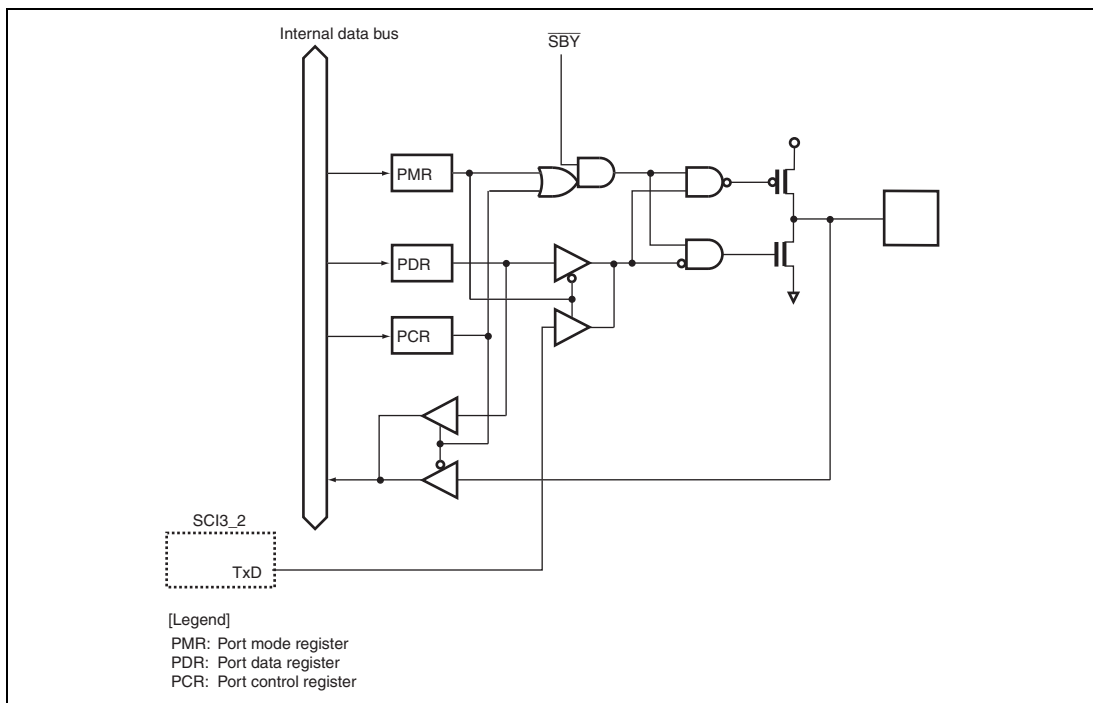 Internal data bus
SBY
PMR
PDR
PCR
SCI3_2
TxD
[Legend]
PMR: Port mode register
PDR: Port data register
PCR: Port control register